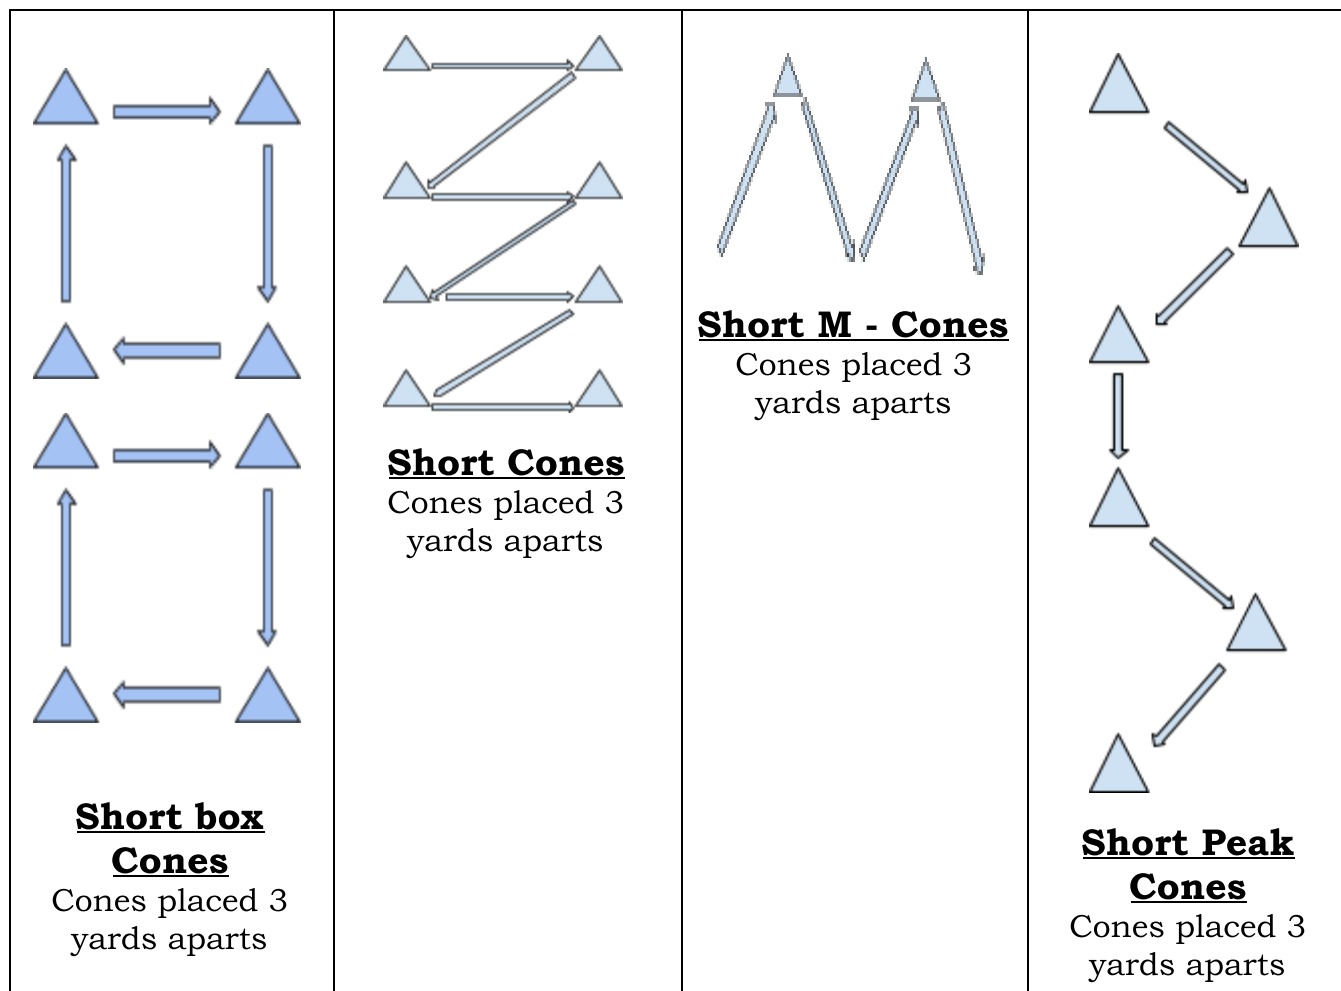 Short box
Cones
Cones placed 3
yards aparts
Short Cones
Cones placed 3
yards aparts
Short M - Cones
Cones placed 3
yards aparts
Short Peak
Cones
Cones placed 3
yards aparts